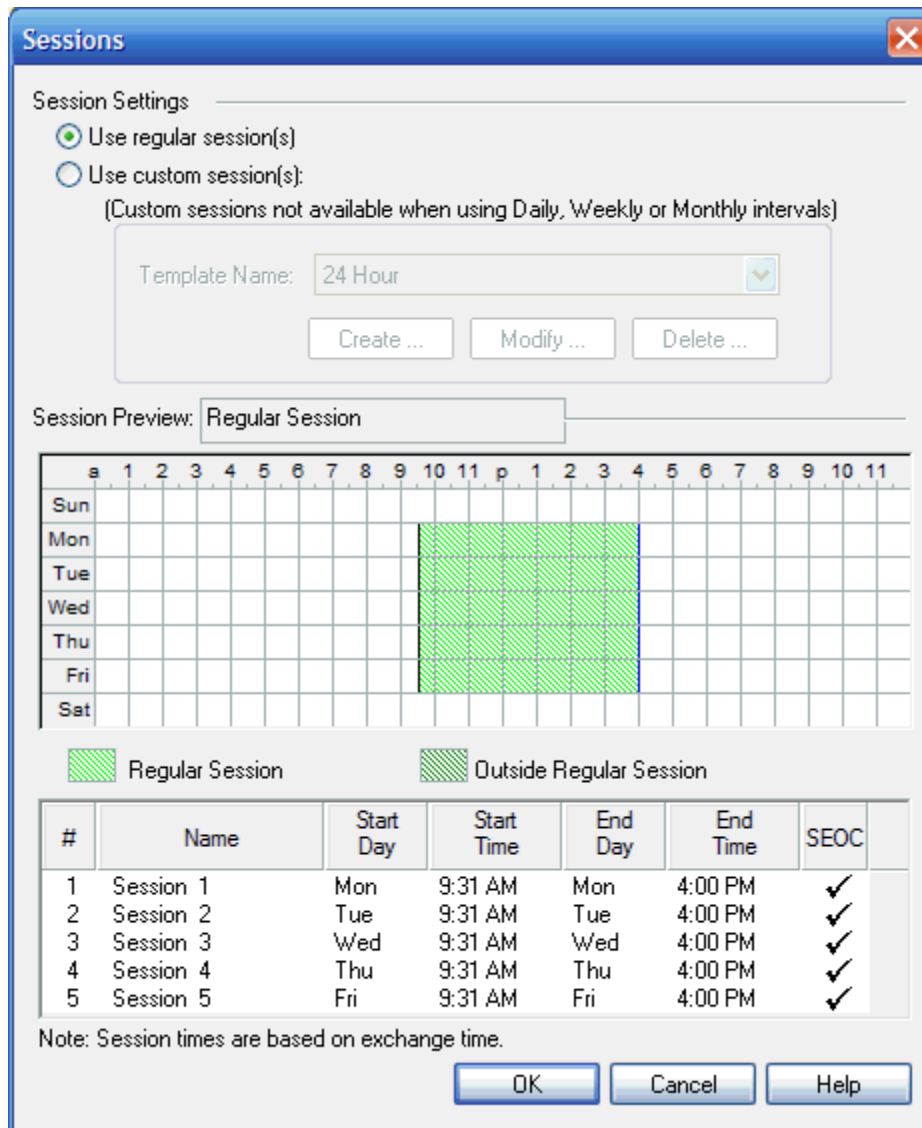 Sessions
Session Settings
Use regular session(s)
Use custom session(s):
(Custom sessions not available when using Daily, Weekly or Monthly intervals)
Template Name: 24 Hour
Create ... Modify ... Delete ...
Session Preview: Regular Session
a 1 2 3 4 5 6 7 8 9 10 11 p 1 2 3 4 5 6 7 8 9 10 11
Sun
Mon
Tue
Wed
Thu
Fri
Sat
Regular Session Outside Regular Session
# Name Start Day Start Time End Day End Time SEOC
1 Session 1 Mon 9:31 AM Mon 4:00 PM ✓
2 Session 2 Tue 9:31 AM Tue 4:00 PM ✓
3 Session 3 Wed 9:31 AM Wed 4:00 PM ✓
4 Session 4 Thu 9:31 AM Thu 4:00 PM ✓
5 Session 5 Fri 9:31 AM Fri 4:00 PM ✓
Note: Session times are based on exchange time.
OK Cancel Help